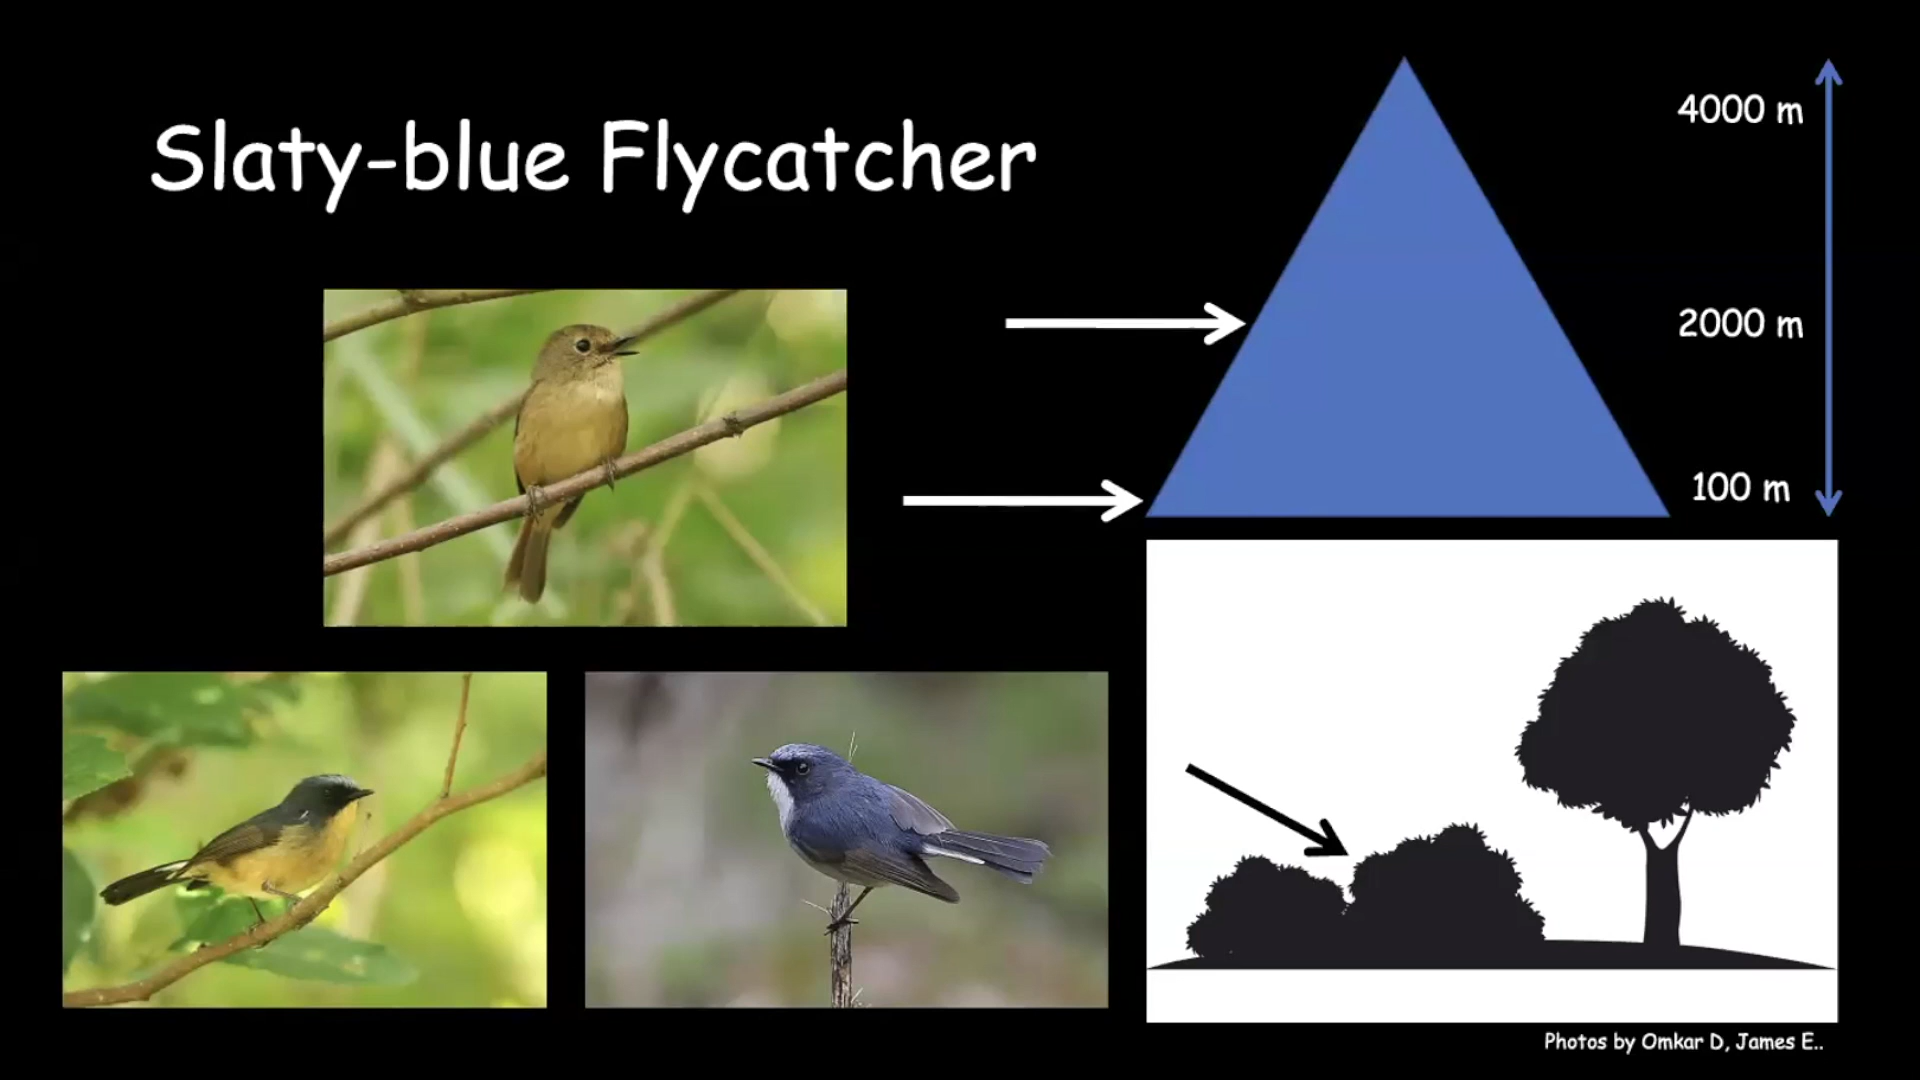 Slaty-blue Flycatcher
4000 m
2000 m
100 m
Photos by Omkar D, James E..